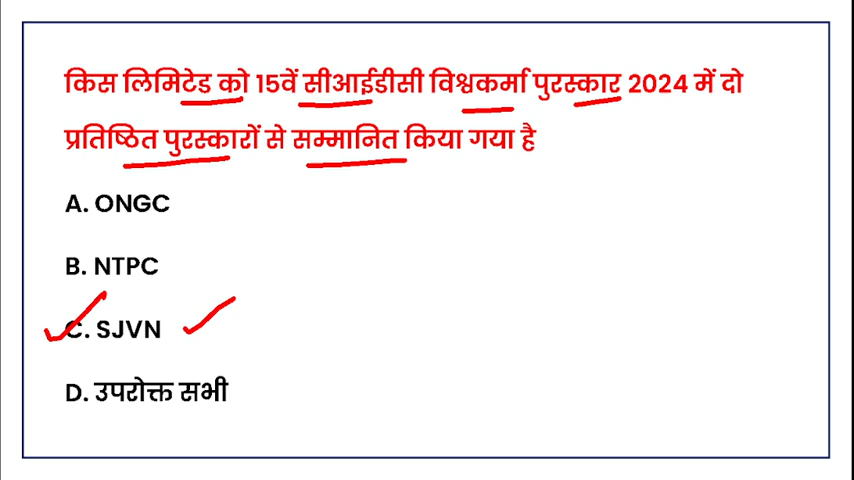 किस लिमिटेड को 15वें सीआईडीसी विश्वकर्मा पुरस्कार 2024 में दो
प्रतिष्ठित पुरस्कारों से सम्मानित किया गया है
A. ONGC
B. NTPC
C. SJVN
D. उपरोक्त सभी